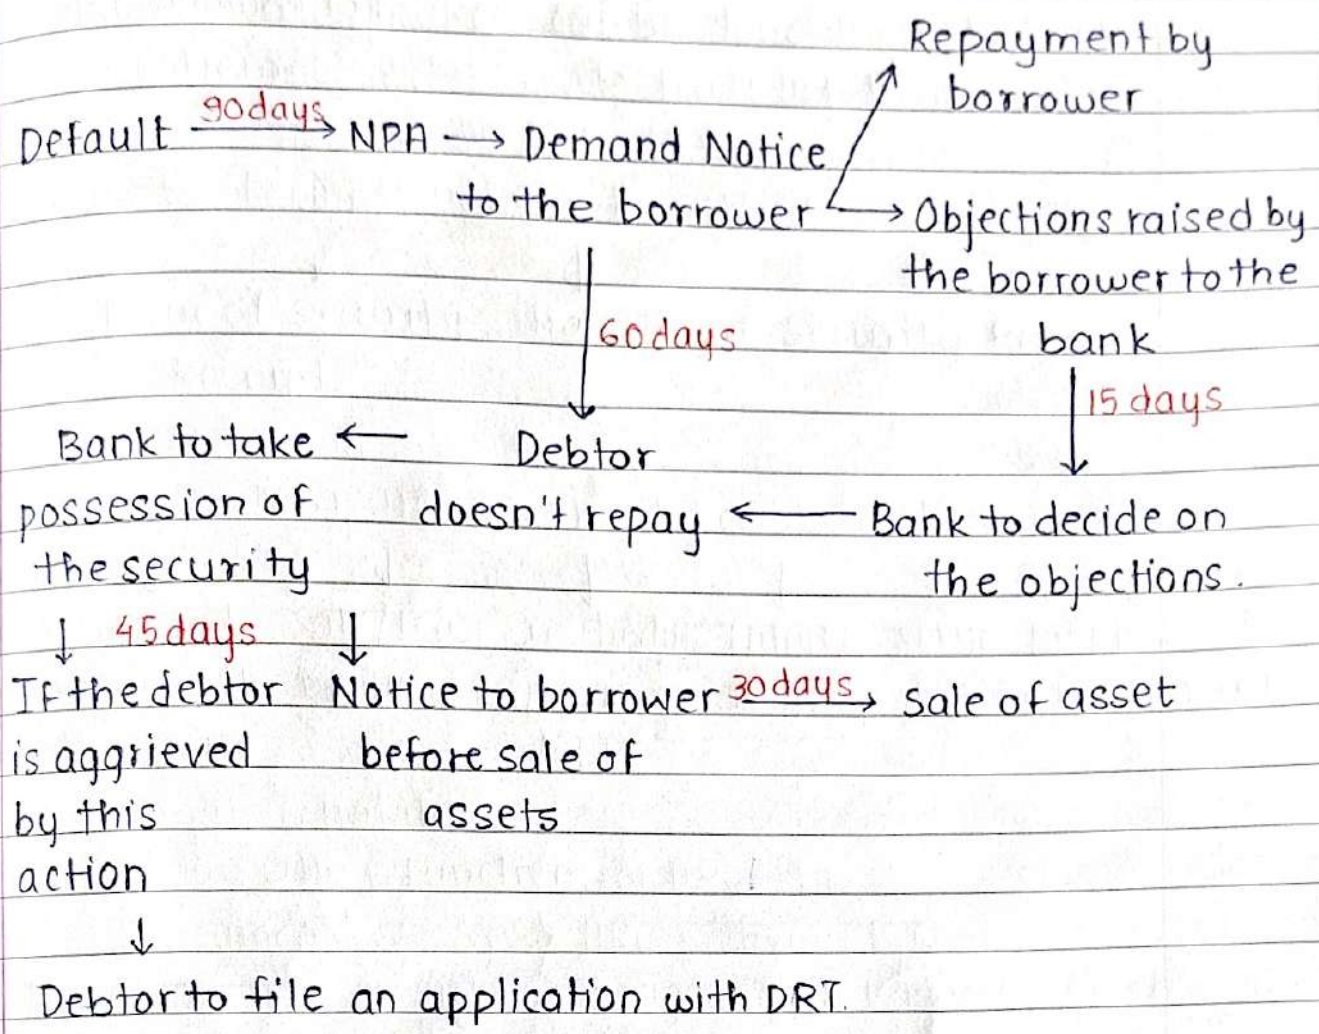 Repayment by
borrower
Default 90days NPA → Demand Notice
to the borrower → Objections raised by
the borrower to the
60days bank
15 days
Bank to take ← Debtor
possession of doesn't repay ← Bank to decide on
the security the objections.
↓ 45days ↓
If the debtor Notice to borrower 30days → Sale of asset
is aggrieved before sale of
by this assets
action
↓
Debtor to file an application with DRT.